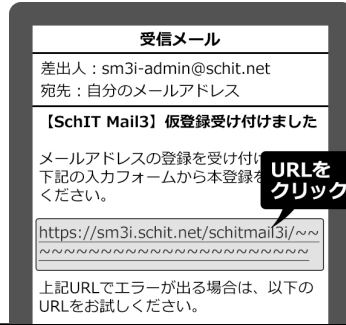 受信メール
差出人：sm3i-admin@schit.net
宛先：自分のメールアドレス
【SchIT Mail3】仮登録受け付けました
メールアドレスの登録を受け付け
下記の入力フォームから本登録を
ください。
URLを
クリック
https://sm3i.schit.net/schitmail3i/~~
~~~~~~~~~~~~~~~~~~~~~~
上記URLでエラーが出る場合は、以下の
URLをお試しください。